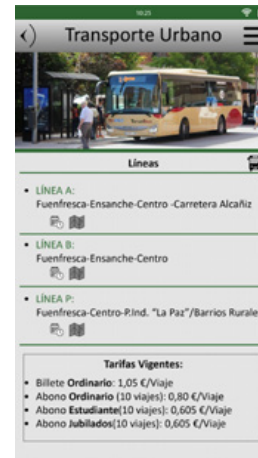 16:25
Transporte Urbano
Líneas
LÍNEA A:
Fuenfresca-Ensanche-Centro -Carretera Alcañiz
LÍNEA B:
Fuenfresca-Ensanche-Centro
LÍNEA P:
Fuenfresca-Centro-P.Ind. "La Paz"/Barrios Rurale
Tarifas Vigentes:
Billete Ordinario: 1,05 €/Viaje
Abono Ordinario (10 viajes): 0,80 €/Viaje
Abono Estudiante(10 viajes): 0,605 €/Viaje
Abono Jubilados(10 viajes): 0,605 €/Viaje